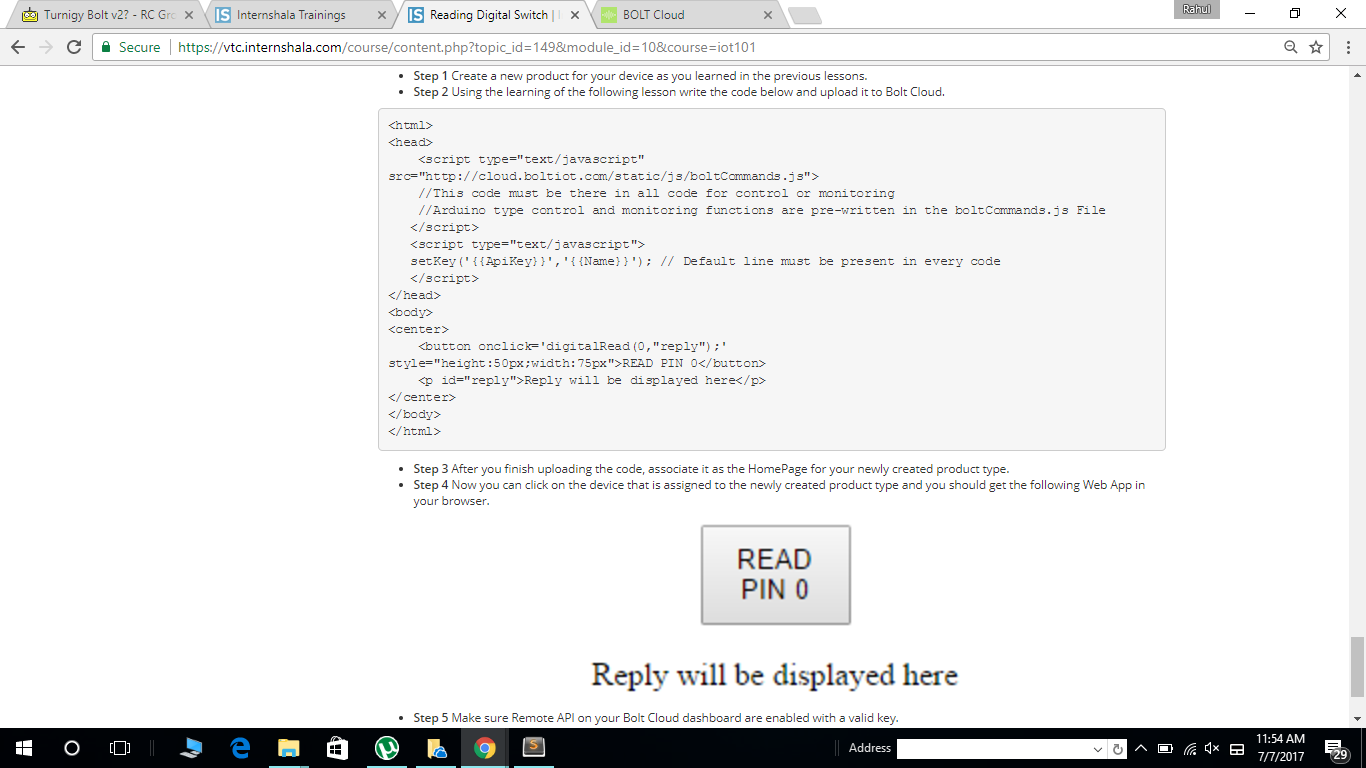 Turnigy Bolt v2? - RC Gro
Internshala Trainings
Reading Digital Switch |
BOLT Cloud
Rahul
Secure
https://vtc.internshala.com/course/content.php?topic_id=149&module_id=10&course=iot101
• Step 1 Create a new product for your device as you learned in the previous lessons.
• Step 2 Using the learning of the following lesson write the code below and upload it to Bolt Cloud.
<html>
<head>
    <script type="text/javascript"
src="http://cloud.boltiot.com/static/js/boltCommands.js">
    //This code must be there in all code for control or monitoring
    //Arduino type control and monitoring functions are pre-written in the boltCommands.js File
   </script>
   <script type="text/javascript">
   setKey('{{ApiKey}}','{{Name}}'); // Default line must be present in every code
   </script>
</head>
<body>
<center>
    <button onclick='digitalRead(0,"reply");'
style="height:50px;width:75px">READ PIN 0</button>
    <p id="reply">Reply will be displayed here</p>
</center>
</body>
</html>
• Step 3 After you finish uploading the code, associate it as the HomePage for your newly created product type.
• Step 4 Now you can click on the device that is assigned to the newly created product type and you should get the following Web App in
your browser.
READ
PIN 0
Reply will be displayed here
• Step 5 Make sure Remote API on your Bolt Cloud dashboard are enabled with a valid key.
Address
11:54 AM
7/7/2017
29